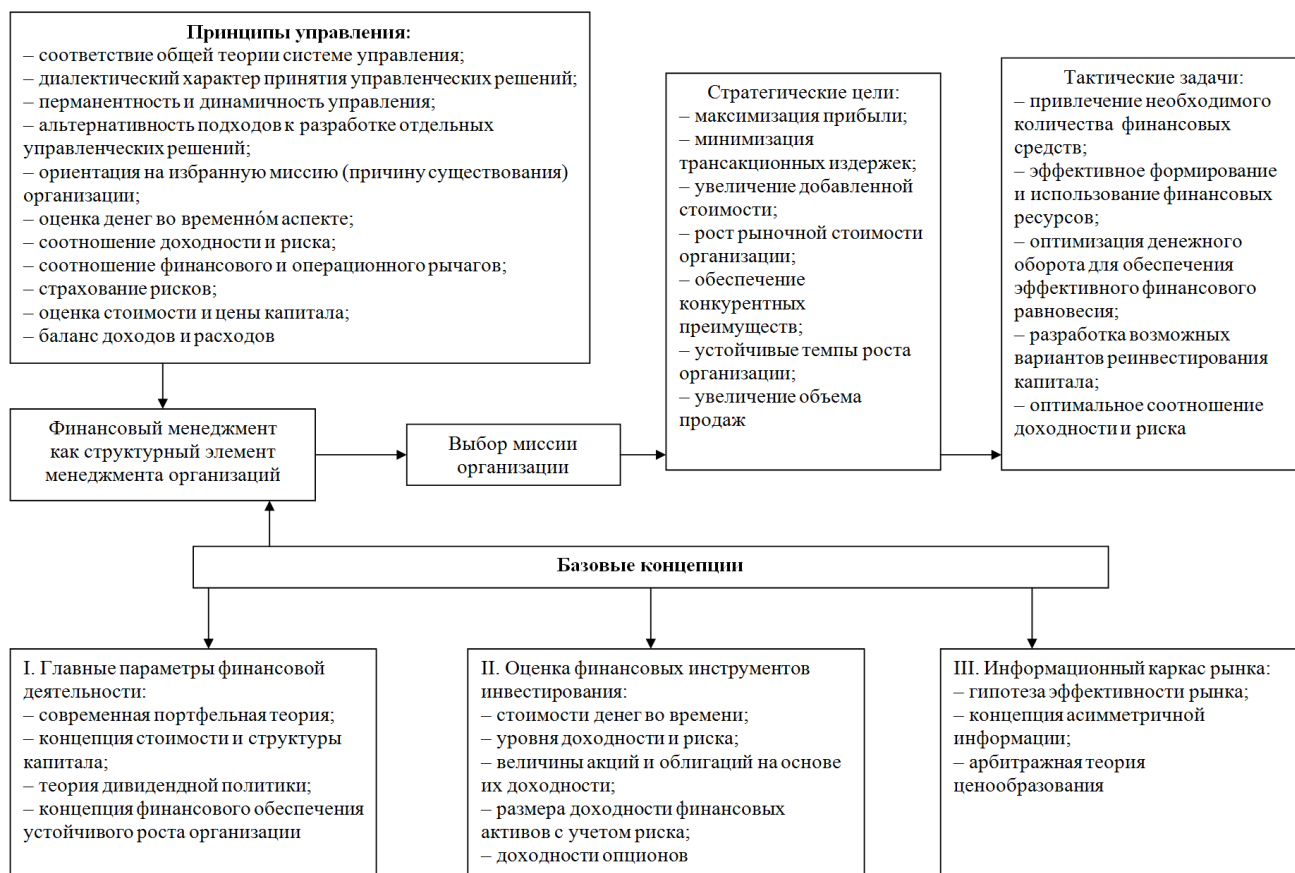 Принципы управления:
– соответствие общей теории системе управления;
– диалектический характер принятия управленческих решений;
– перманентность и динамичность управления;
– альтернативность подходов к разработке отдельных
управленческих решений;
– ориентация на избранную миссию (причину существования)
организации;
– оценка денег во временнóм аспекте;
– соотношение доходности и риска;
– соотношение финансового и операционного рычагов;
– страхование рисков;
– оценка стоимости и цены капитала;
– баланс доходов и расходов
Стратегические цели:
– максимизация прибыли;
– минимизация
трансакционных издержек;
– увеличение добавленной
стоимости;
– рост рыночной стоимости
организации;
– обеспечение
конкурентных
преимуществ;
– устойчивые темпы роста
организации;
– увеличение объема
продаж
Тактические задачи:
– привлечение необходимого
количества финансовых
средств;
– эффективное формирование
и использование финансовых
ресурсов;
– оптимизация денежного
оборота для обеспечения
эффективного финансового
равновесия;
– разработка возможных
вариантов реинвестирования
капитала;
– оптимальное соотношение
доходности и риска
Финансовый менеджмент
как структурный элемент
менеджмента организаций
Выбор миссии
организации
Базовые концепции
I. Главные параметры финансовой
деятельности:
– современная портфельная теория;
– концепция стоимости и структуры
капитала;
– теория дивидендной политики;
– концепция финансового обеспечения
устойчивого роста организации
II. Оценка финансовых инструментов
инвестирования:
– стоимости денег во времени;
– уровня доходности и риска;
– величины акций и облигаций на основе
их доходности;
– размера доходности финансовых
активов с учетом риска;
– доходности опционов
III. Информационный каркас рынка:
– гипотеза эффективности рынка;
– концепция асимметричной
информации;
– арбитражная теория
ценообразования